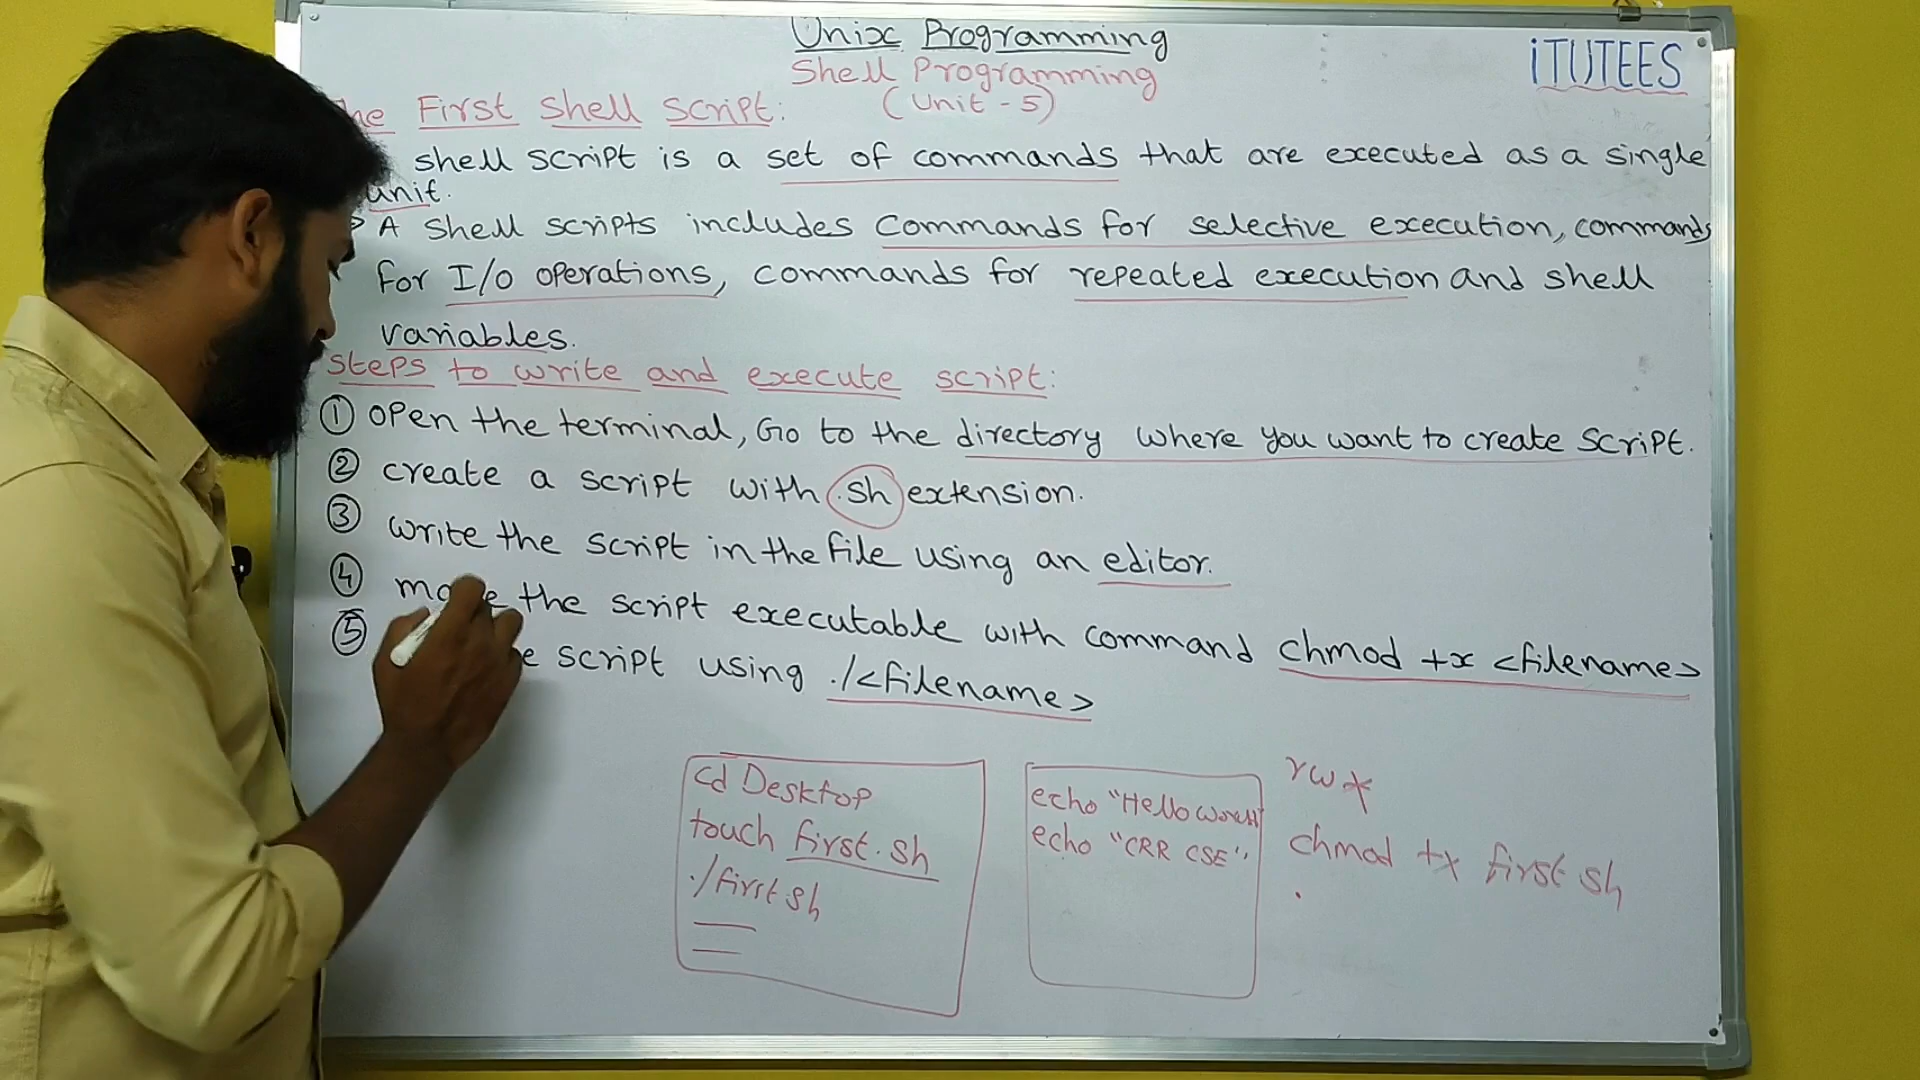 Unix Programming
iTUTEES
Shell Programming
(Unit - 5)
First shell script:
shell script is a set of commands that are executed as a single
unit.
A shell scripts includes commands for selective execution, commands
for I/O operations, commands for repeated execution and shell
variables.
steps to write and execute script:
① open the terminal, Go to the directory where you want to create script.
② create a script with .sh extension.
③ write the script in the file using an editor.
④ the script executable with command chmod +x <filename>
⑤ script using ./<filename>
cd Desktop
touch first.sh
./first.sh
echo "Hello World"
echo "CRR CSE"
rwx
chmod +x first.sh